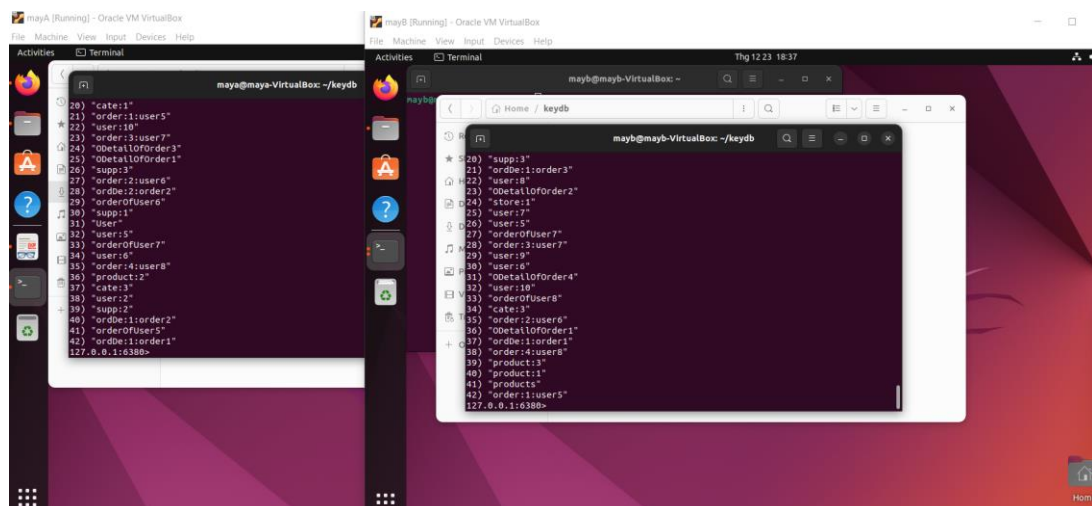 mayA [Running] - Oracle VM VirtualBox
File Machine View Input Devices Help
Activities Terminal
maya@maya-VirtualBox: ~/keydb
20) "cate:1"
21) "order:1:user5"
22) "user:10"
23) "order:3:user7"
24) "ODetailOfOrder3"
25) "ODetailOfOrder1"
26) "supp:3"
27) "order:2:user6"
28) "ordDe:2:order2"
29) "orderOfUser6"
30) "supp:1"
31) "User"
32) "user:5"
33) "orderOfUser7"
34) "user:6"
35) "order:4:user8"
36) "product:2"
37) "cate:3"
38) "user:2"
39) "supp:2"
40) "ordDe:1:order2"
41) "orderOfUser5"
42) "ordDe:1:order1"
127.0.0.1:6380>
mayB [Running] - Oracle VM VirtualBox
File Machine View Input Devices Help
Activities Terminal
Thg 12 23 18:37
mayb@mayb-VirtualBox: ~
mayb@
Home / keydb
mayb@mayb-VirtualBox: ~/keydb
20) "supp:3"
21) "ordDe:1:order3"
22) "user:8"
23) "ODetailOfOrder2"
24) "store:1"
25) "user:7"
26) "user:5"
27) "orderOfUser7"
28) "order:3:user7"
29) "user:9"
30) "user:6"
31) "ODetailOfOrder4"
32) "user:10"
33) "orderOfUser8"
34) "cate:3"
35) "order:2:user6"
36) "ODetailOfOrder1"
37) "ordDe:1:order1"
38) "order:4:user8"
39) "product:3"
40) "product:1"
41) "products"
42) "order:1:user5"
127.0.0.1:6380>
Hom